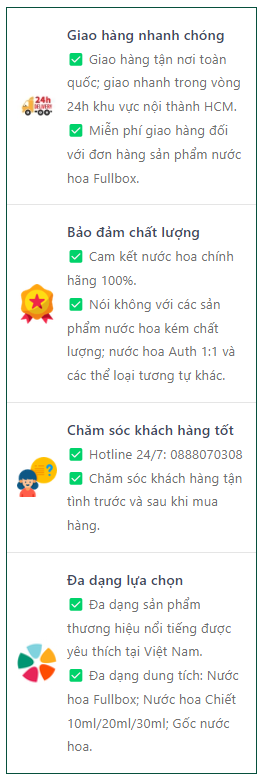 Giao hàng nhanh chóng
✅ Giao hàng tận nơi toàn
quốc; giao nhanh trong vòng
24h khu vực nội thành HCM.
✅ Miễn phí giao hàng đối
với đơn hàng sản phẩm nước
hoa Fullbox.
24h
DELIVERY
Bảo đảm chất lượng
✅ Cam kết nước hoa chính
hãng 100%.
✅ Nói không với các sản
phẩm nước hoa kém chất
lượng; nước hoa Auth 1:1 và
các thể loại tương tự khác.
Chăm sóc khách hàng tốt
✅ Hotline 24/7: 0888070308
✅ Chăm sóc khách hàng tận
tình trước và sau khi mua
hàng.
?
Đa dạng lựa chọn
✅ Đa dạng sản phẩm
thương hiệu nổi tiếng được
yêu thích tại Việt Nam.
✅ Đa dạng dung tích: Nước
hoa Fullbox; Nước hoa Chiết
10ml/20ml/30ml; Gốc nước
hoa.